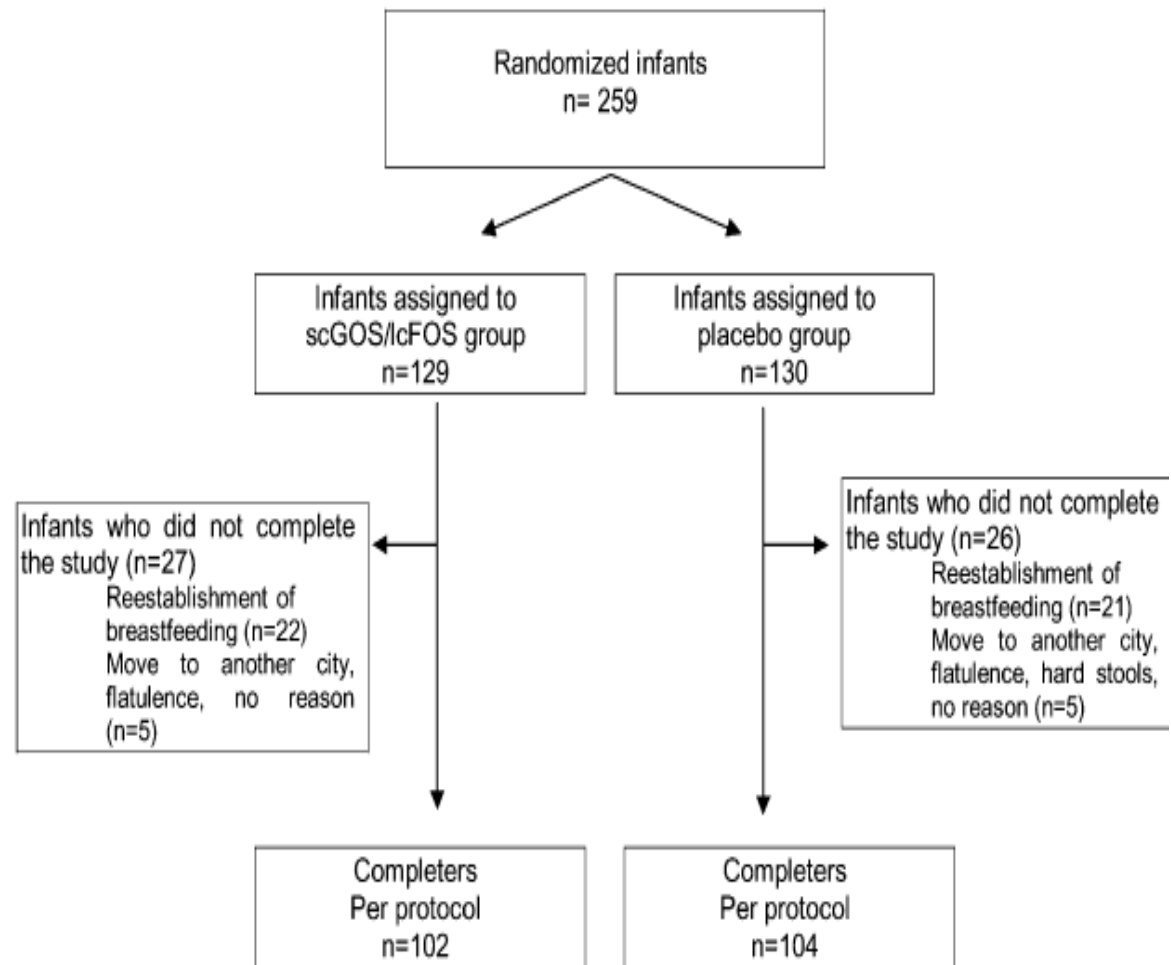 Randomized infants
n= 259
Infants assigned to
scGOS/lcFOS group
n=129
Infants assigned to
placebo group
n=130
Infants who did not complete
the study (n=27)
Reestablishment of
breastfeeding (n=22)
Move to another city,
flatulence, no reason
(n=5)
Infants who did not complete
the study (n=26)
Reestablishment of
breastfeeding (n=21)
Move to another city,
flatulence, hard stools,
no reason (n=5)
Completers
Per protocol
n=102
Completers
Per protocol
n=104